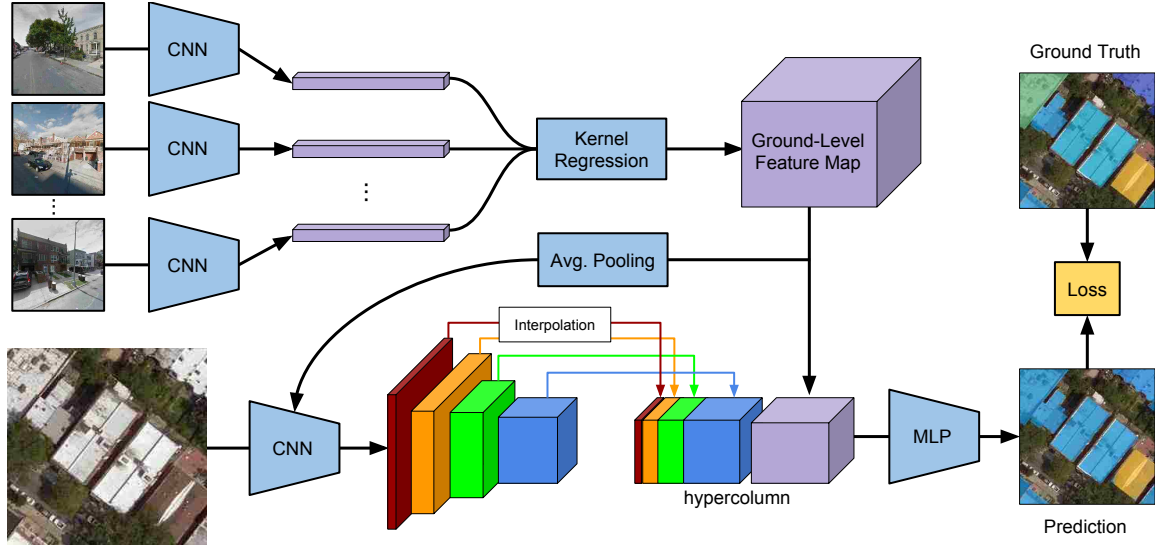 CNN
CNN
CNN
Kernel
Regression
Ground-Level
Feature Map
Avg. Pooling
Ground Truth
Loss
Interpolation
CNN
hypercolumn
MLP
Prediction